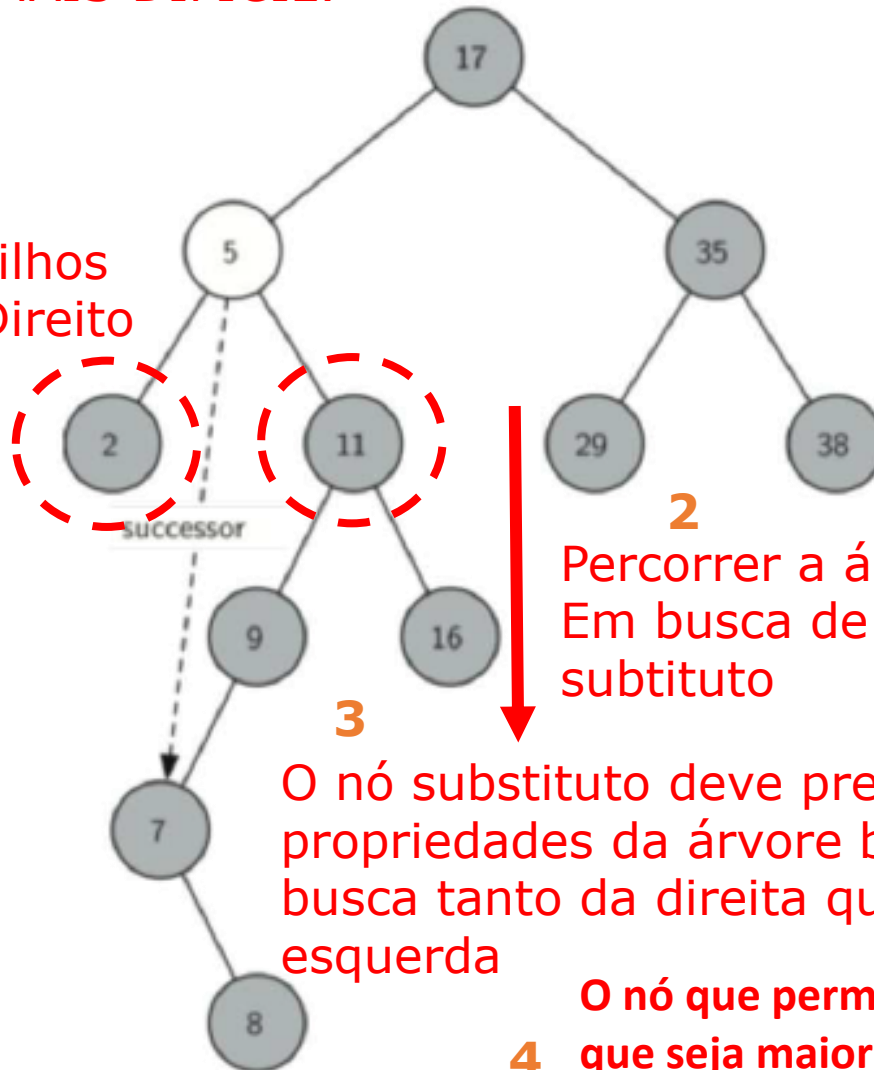 17
5
35
ilhos
Direito
2
11
29
38
successor
2
Percorrer a á
Em busca de
subtituto
9
16
3
O nó substituto deve pre
propriedades da árvore b
busca tanto da direita qu
esquerda
7
8
O nó que perm
4 que seja maior